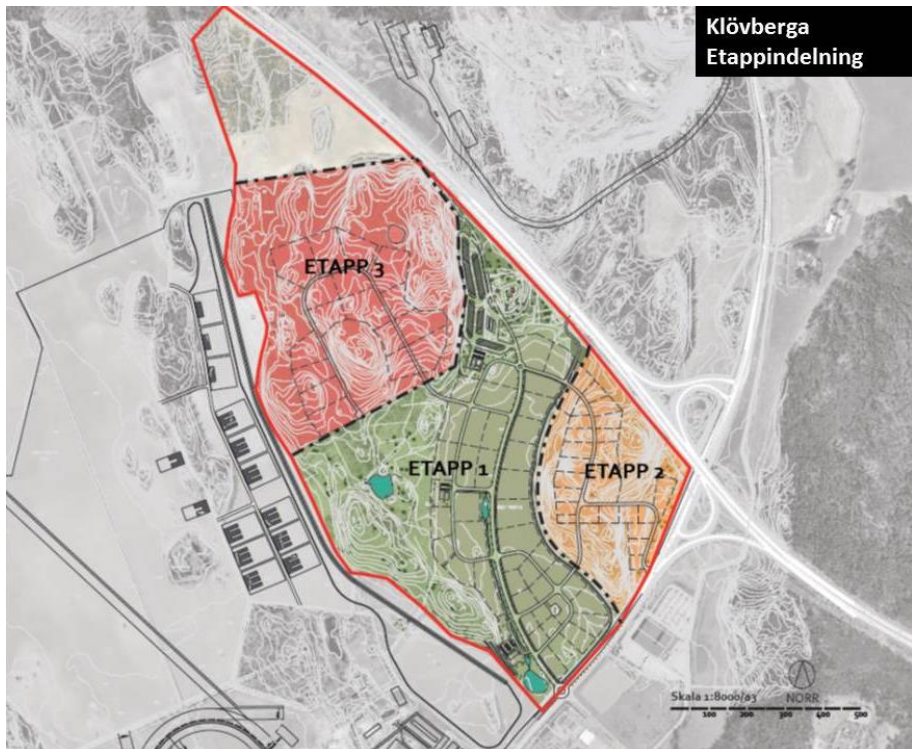 Klövberga
Etappindelning
ETAPP 3
ETAPP 1
ETAPP 2
Skala 1:8000/a3
NORR
100 200 300 400 500